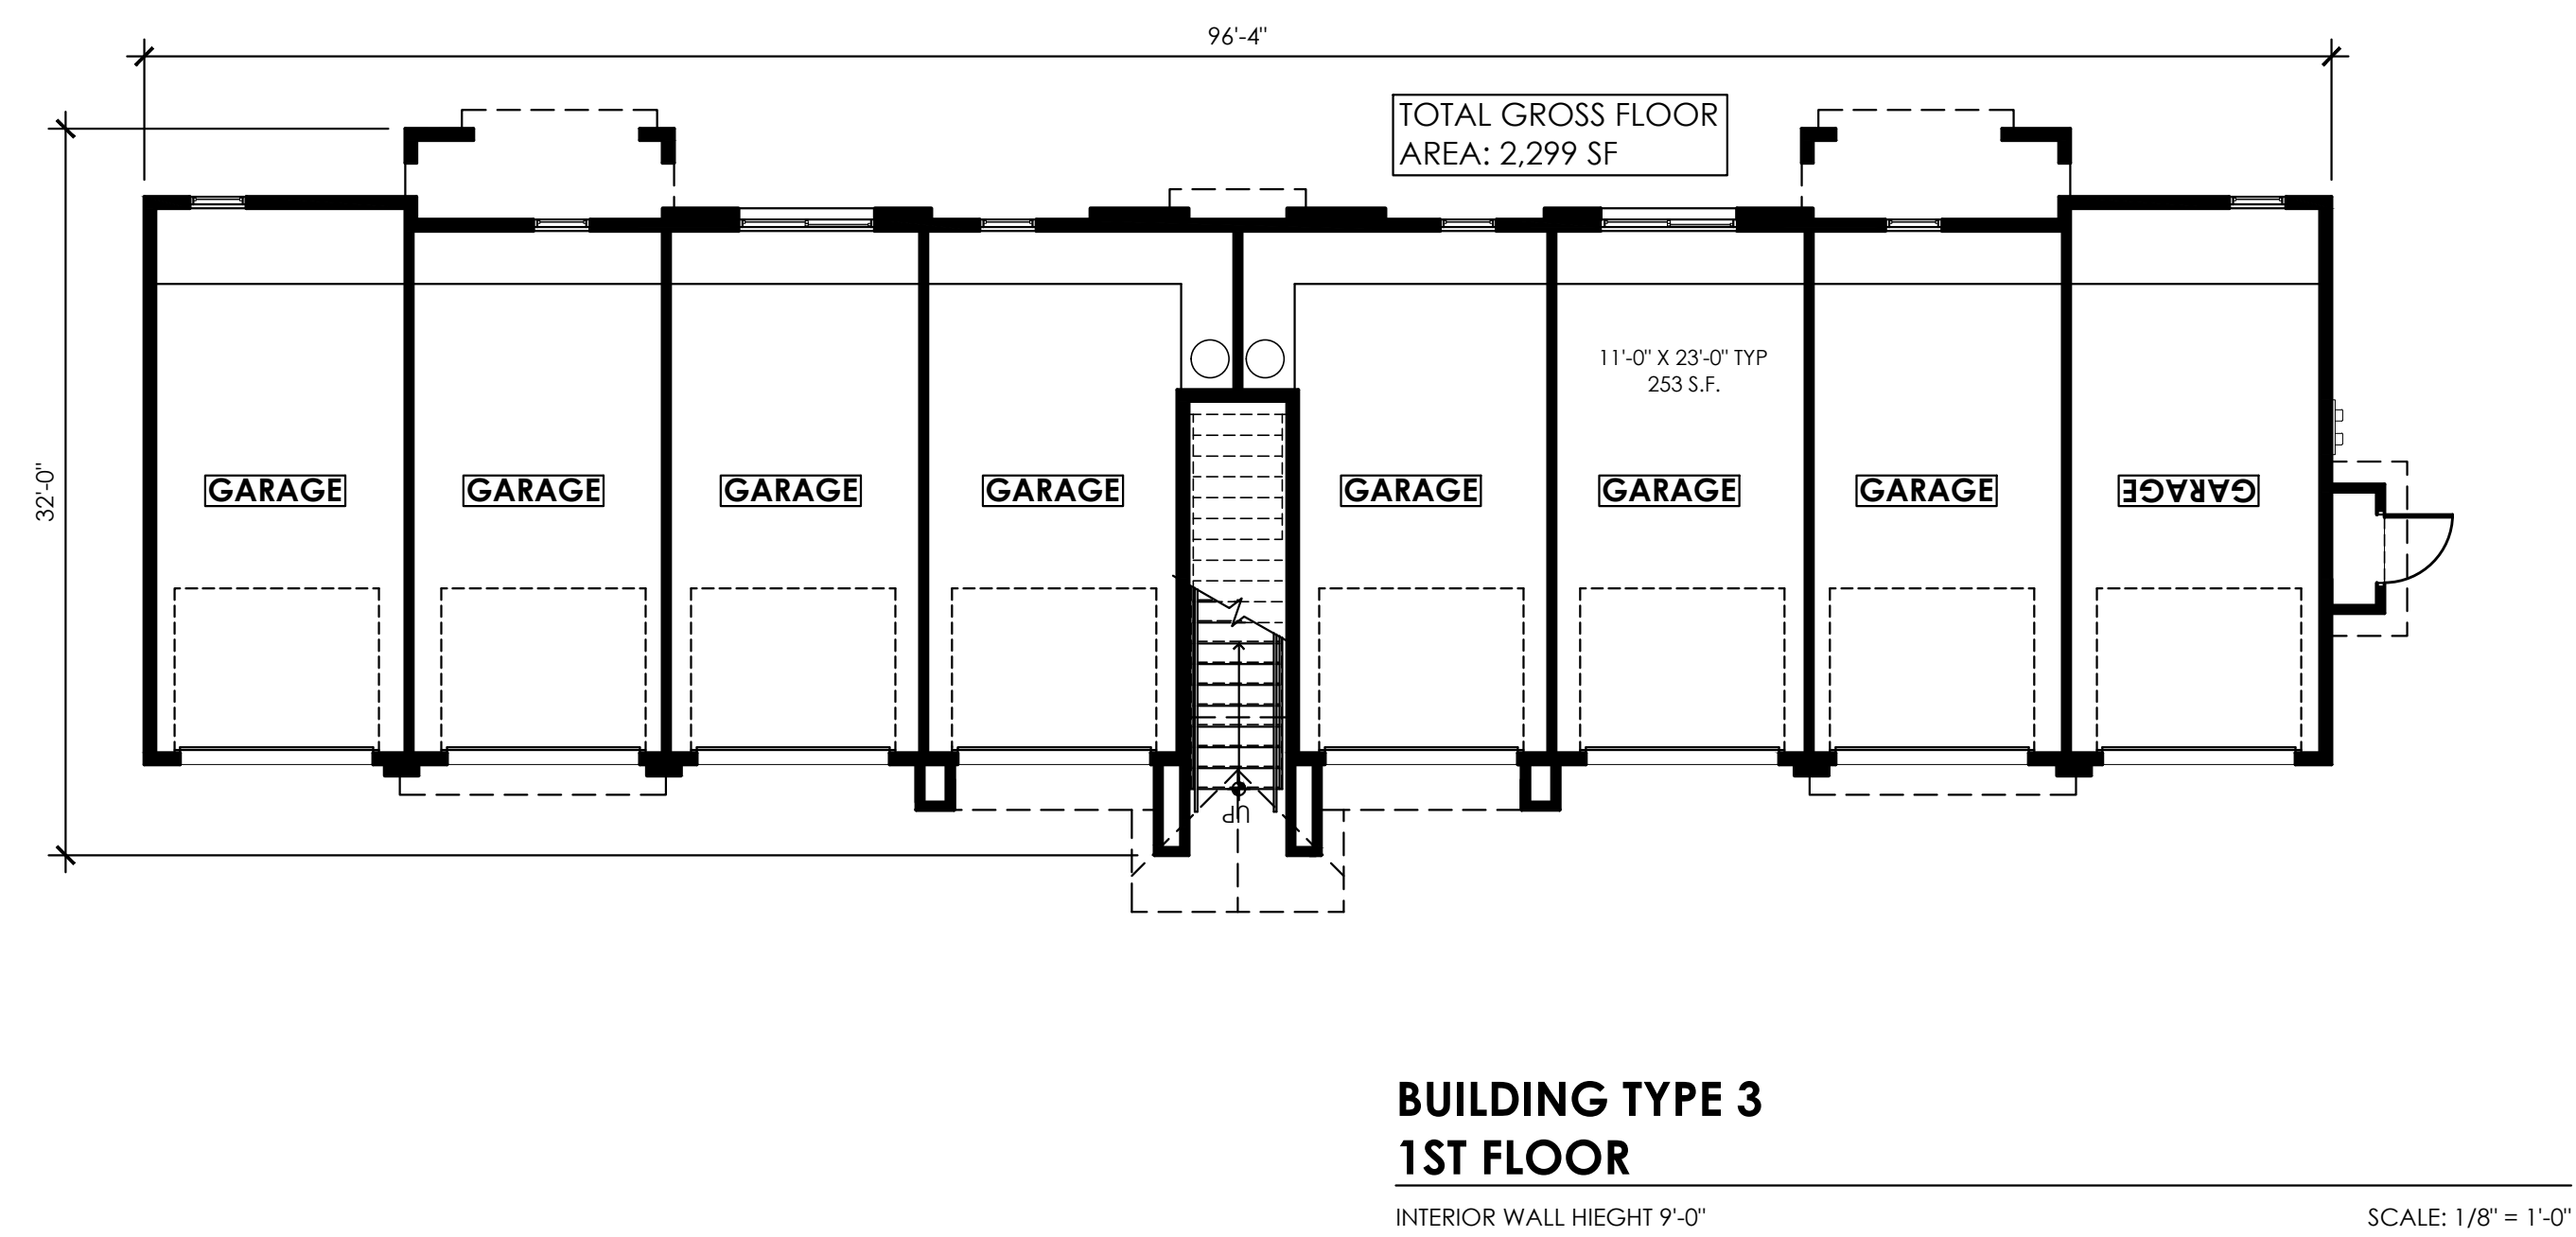 96'-4"
TOTAL GROSS FLOOR
AREA: 2,299 SF
11'-0" X 23'-0" TYP
253 S.F.
32'-0"
GARAGE
GARAGE
GARAGE
GARAGE
GARAGE
GARAGE
GARAGE
GARAGE
UP
BUILDING TYPE 3
1ST FLOOR
INTERIOR WALL HIEGHT 9'-0"
SCALE: 1/8" = 1'-0"